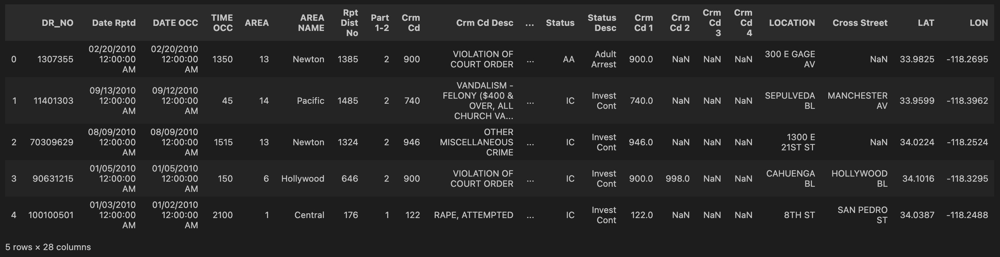 DR_NO Date Rptd DATE OCC TIME OCC AREA AREA NAME Rpt Dist No Part 1-2 Crm Cd Crm Cd Desc ... Status Status Desc Crm Cd 1 Crm Cd 2 Crm Cd 3 Crm Cd 4 LOCATION Cross Street LAT LON
0 1307355 02/20/2010 12:00:00 AM 02/20/2010 12:00:00 AM 1350 13 Newton 1385 2 900 VIOLATION OF COURT ORDER ... AA Adult Arrest 900.0 NaN NaN NaN 300 E GAGE AV NaN 33.9825 -118.2695
1 11401303 09/13/2010 12:00:00 AM 09/12/2010 12:00:00 AM 45 14 Pacific 1485 2 740 VANDALISM - FELONY ($400 & OVER, ALL CHURCH VA... ... IC Invest Cont 740.0 NaN NaN NaN SEPULVEDA BL MANCHESTER AV 33.9599 -118.3962
2 70309629 08/09/2010 12:00:00 AM 08/09/2010 12:00:00 AM 1515 13 Newton 1324 2 946 OTHER MISCELLANEOUS CRIME ... IC Invest Cont 946.0 NaN NaN NaN 1300 E 21ST ST NaN 34.0224 -118.2524
3 90631215 01/05/2010 12:00:00 AM 01/05/2010 12:00:00 AM 150 6 Hollywood 646 2 900 VIOLATION OF COURT ORDER ... IC Invest Cont 900.0 998.0 NaN NaN CAHUENGA BL HOLLYWOOD BL 34.1016 -118.3295
4 100100501 01/03/2010 12:00:00 AM 01/02/2010 12:00:00 AM 2100 1 Central 176 1 122 RAPE, ATTEMPTED ... IC Invest Cont 122.0 NaN NaN NaN 8TH ST SAN PEDRO ST 34.0387 -118.2488
5 rows × 28 columns